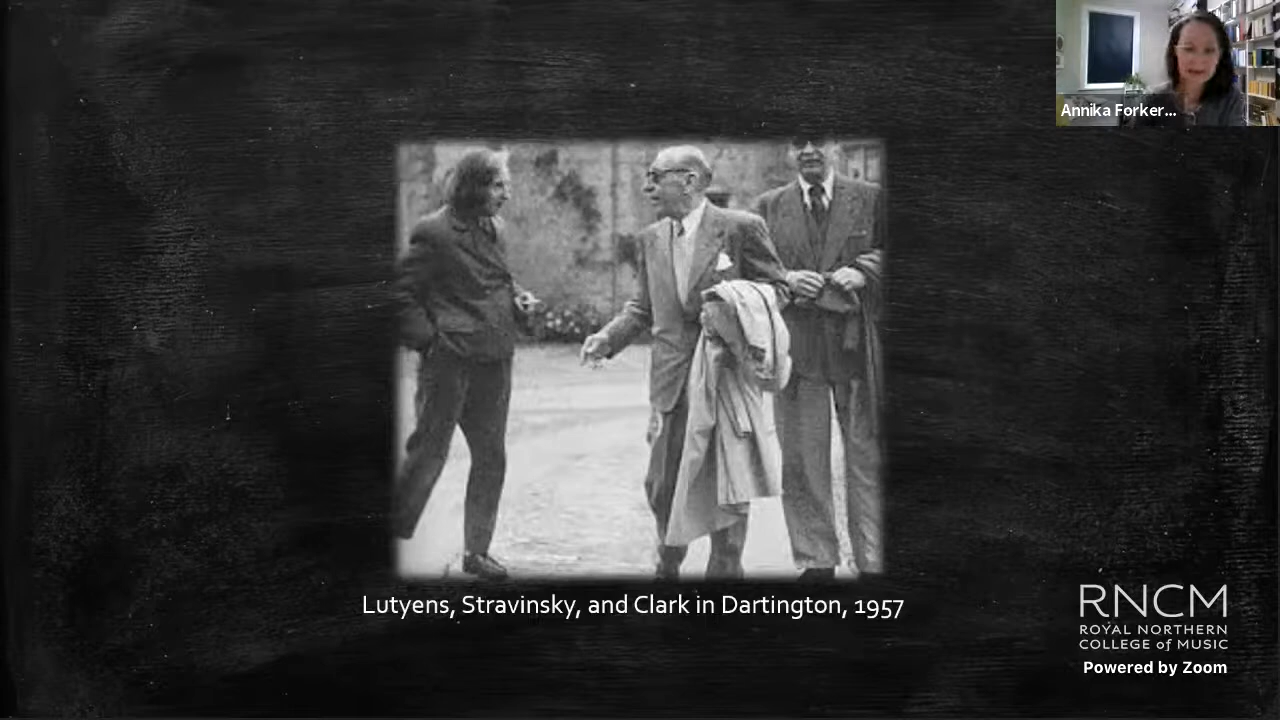 Annika Forker...
Lutyens, Stravinsky, and Clark in Dartington, 1957
RNCM
ROYAL NORTHERN
COLLEGE of MUSIC
Powered by Zoom